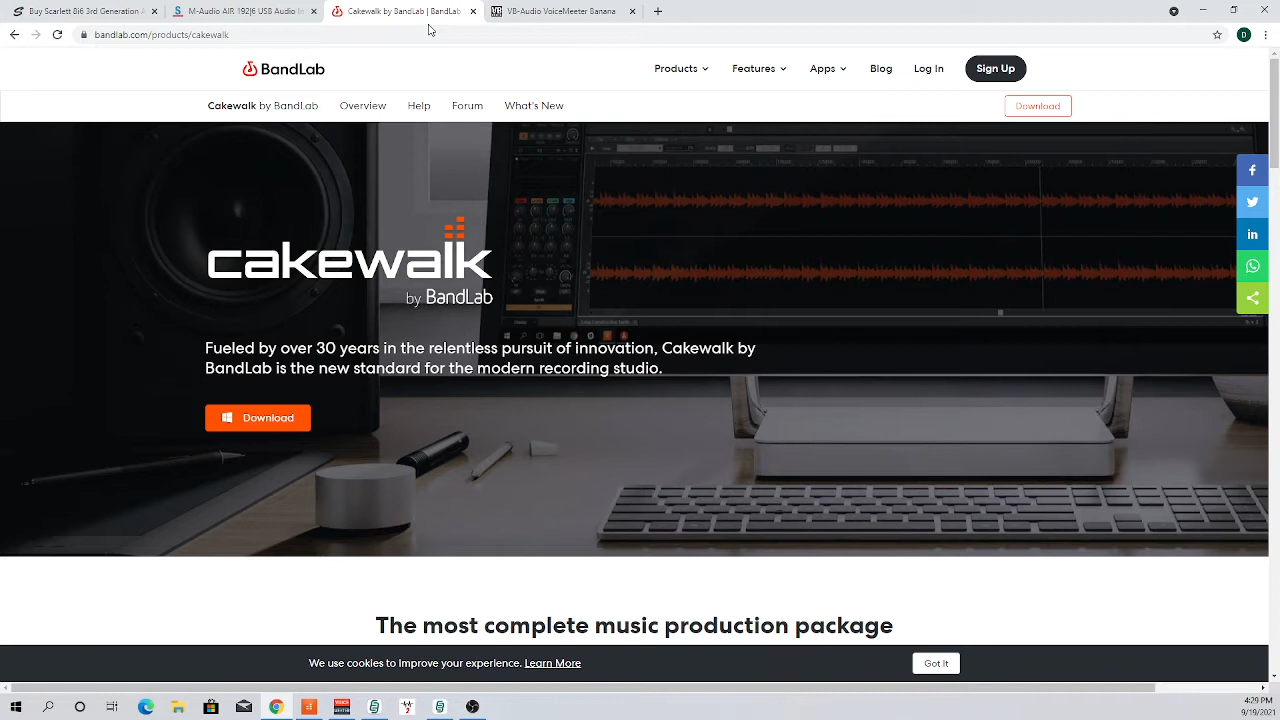 Buy Scarlett 8i6 3rd Generation A
M-Audio AIR 192|6 USB Audio In
Cakewalk by BandLab | BandLab
VB-Audio VoiceMeeter Banana
bandlab.com/products/cakewalk
D
BandLab
Products
Features
Apps
Blog
Log In
Sign Up
Cakewalk by BandLab
Overview
Help
Forum
What's New
Download
cakewalk
by BandLab
Fueled by over 30 years in the relentless pursuit of innovation, Cakewalk by
BandLab is the new standard for the modern recording studio.
Download
The most complete music production package
We use cookies to improve your experience. Learn More
Got It
4:29 PM
9/19/2021